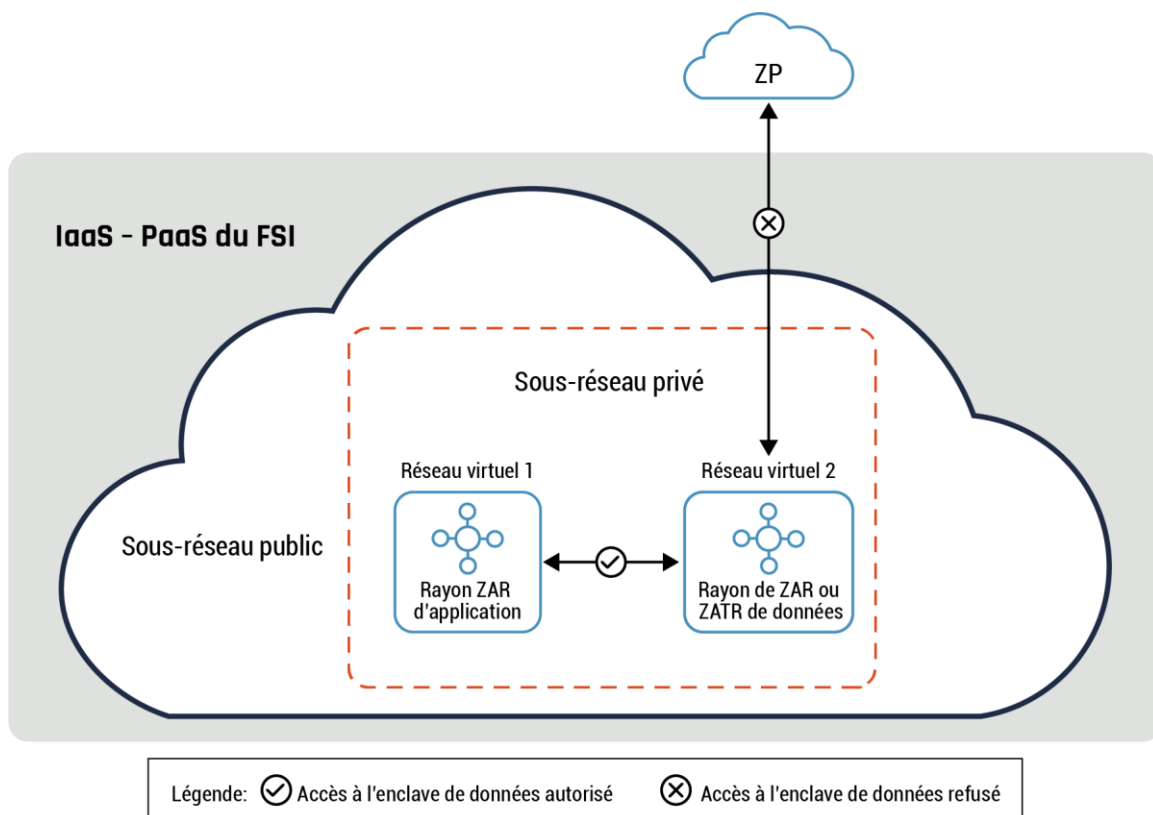 ZP
IaaS – PaaS du FSI
Sous-réseau privé
Réseau virtuel 1
Réseau virtuel 2
Sous-réseau public
Rayon ZAR
d'application
Rayon de ZAR ou
ZATR de données
Légende: Accès à l'enclave de données autorisé Accès à l'enclave de données refusé